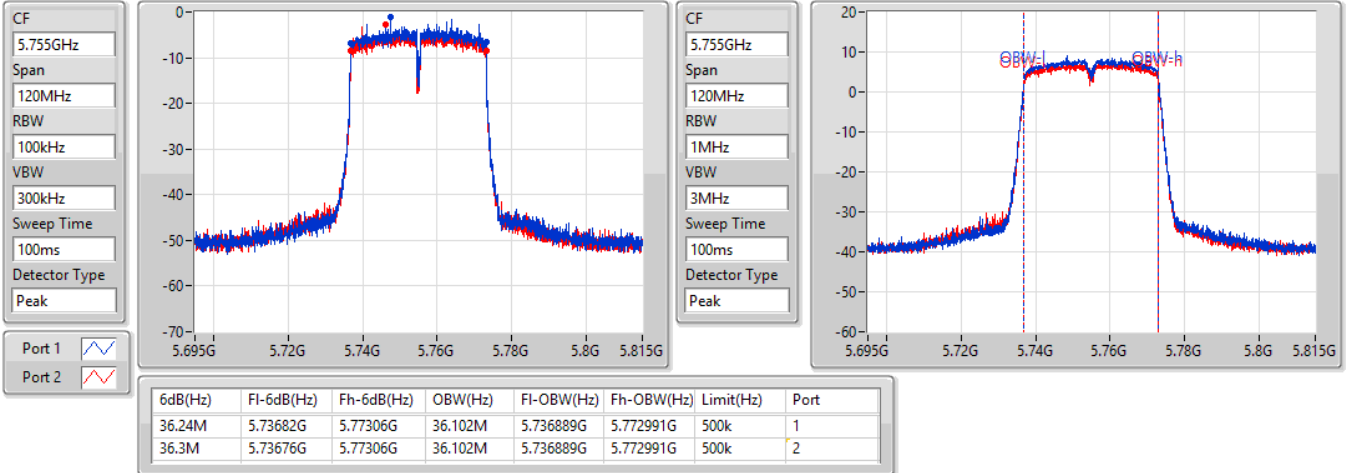 CF
5.755GHz
Span
120MHz
RBW
100kHz
VBW
300kHz
Sweep Time
100ms
Detector Type
Peak
Port 1
Port 2
0
-10
-20
-30
-40
-50
-60
-70
5.695G 5.72G 5.74G 5.76G 5.78G 5.8G 5.815G
CF
5.755GHz
Span
120MHz
RBW
1MHz
VBW
3MHz
Sweep Time
100ms
Detector Type
Peak
20
10
0
-10
-20
-30
-40
-50
-60
OBW-l OBW-h
OBW-l OBW-h
5.695G 5.72G 5.74G 5.76G 5.78G 5.8G 5.815G
6dB(Hz) Fl-6dB(Hz) Fh-6dB(Hz) OBW(Hz) Fl-OBW(Hz) Fh-OBW(Hz) Limit(Hz) Port
36.24M 5.73682G 5.77306G 36.102M 5.736889G 5.772991G 500k 1
36.3M 5.73676G 5.77306G 36.102M 5.736889G 5.772991G 500k 2